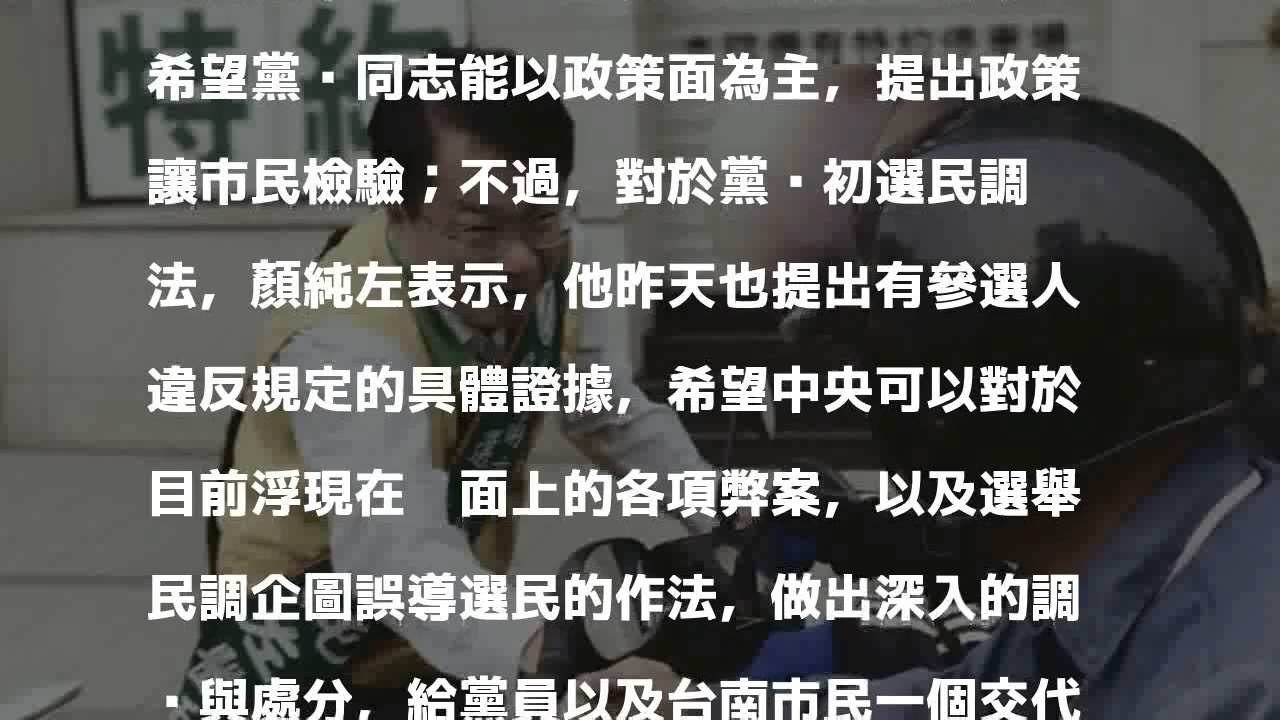 特約
希望黨·同志能以政策面為主，提出政策
讓市民檢驗；不過，對於黨·初選民調
法，顏純左表示，他昨天也提出有參選人
違反規定的具體證據，希望中央可以對於
目前浮現在 面上的各項弊案，以及選舉
民調企圖誤導選民的作法，做出深入的調
·與處分，給黨員以及台南市民一個交代